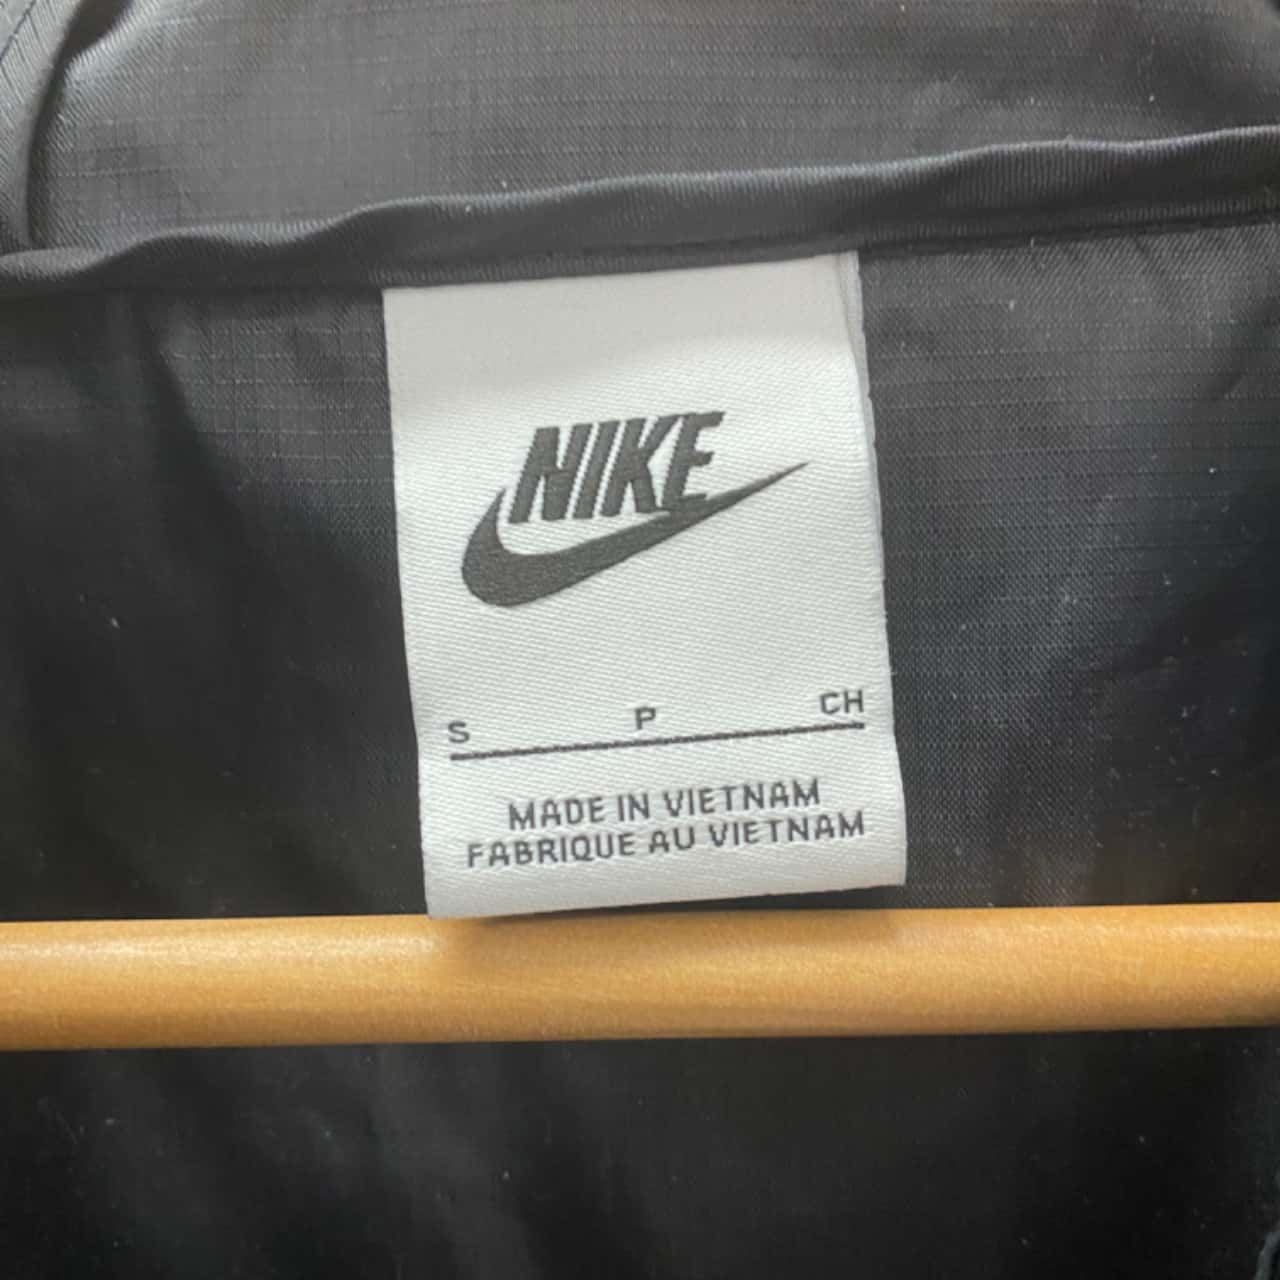 NIKE
S P CH
MADE IN VIETNAM
FABRIQUE AU VIETNAM